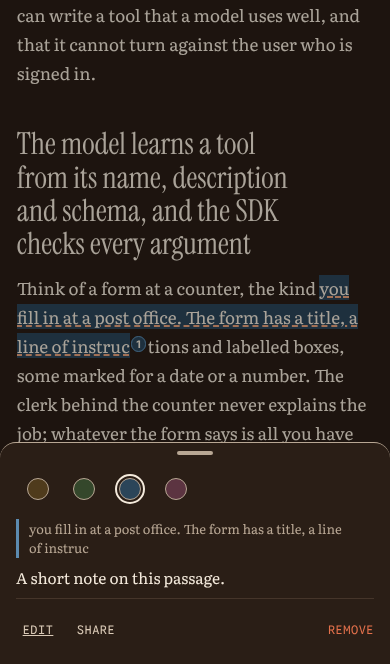 can write a tool that a model uses well, and
that it cannot turn against the user who is
signed in.
The model learns a tool
from its name, description
and schema, and the SDK
checks every argument
Think of a form at a counter, the kind you
fill in at a post office. The form has a title, a
line of instruc1tions and labelled boxes,
some marked for a date or a number. The
clerk behind the counter never explains the
job; whatever the form says is all you have
you fill in at a post office. The form has a title, a line
of instruc
A short note on this passage.
EDIT SHARE REMOVE